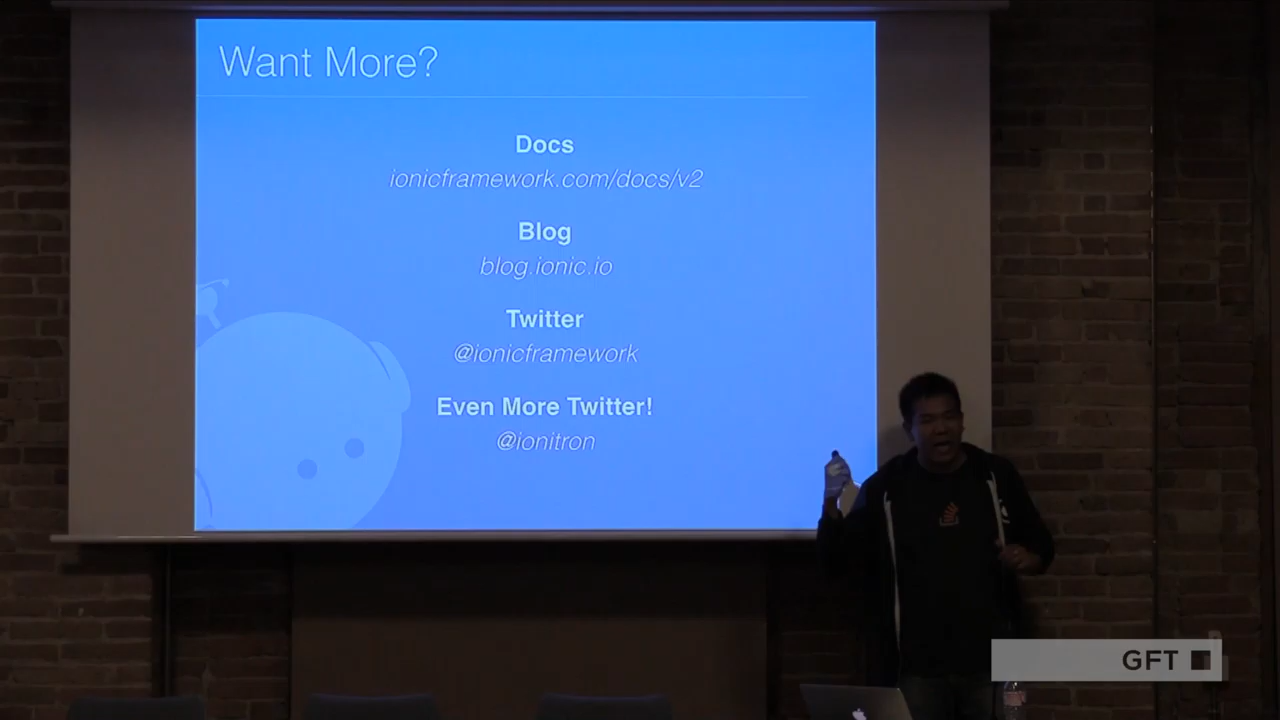 Want More?
Docs
ionicframework.com/docs/v2
Blog
blog.ionic.io
Twitter
@ionicframework
Even More Twitter!
@ionitron
GFT